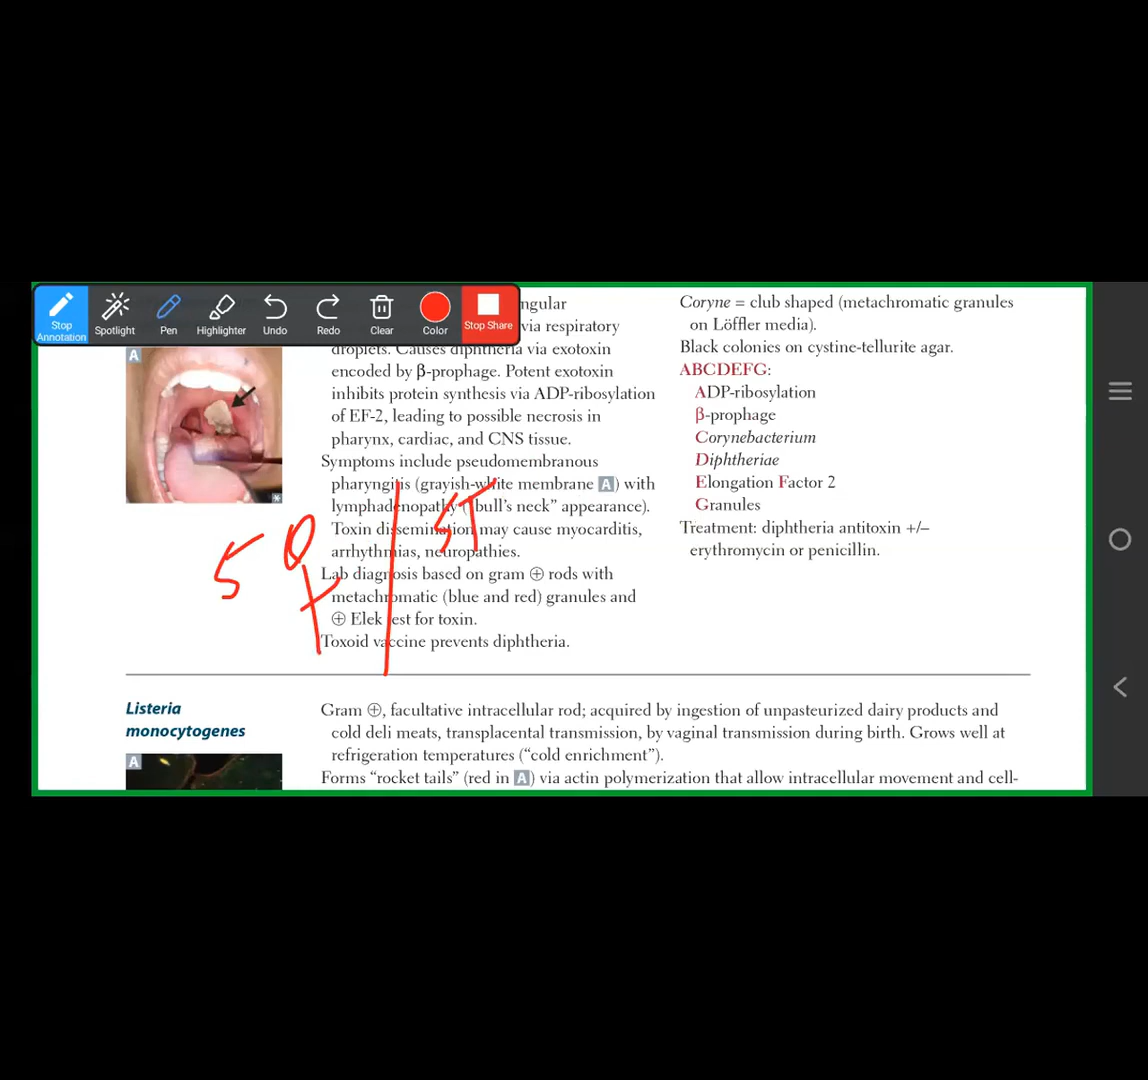 Stop
Annotation
Spotlight
Pen
Highlighter
Undo
Redo
Clear
Color
Stop Share
A
ngular
via respiratory
droplets. Causes diphtheria via exotoxin
encoded by β-prophage. Potent exotoxin
inhibits protein synthesis via ADP-ribosylation
of EF-2, leading to possible necrosis in
pharynx, cardiac, and CNS tissue.
Symptoms include pseudomembranous
pharyngitis (grayish-white membrane A) with
lymphadenopathy (“bull’s neck” appearance).
Toxin dissemination may cause myocarditis,
arrhythmias, neuropathies.
Lab diagnosis based on gram ⊕ rods with
metachromatic (blue and red) granules and
⊕ Elek test for toxin.
Toxoid vaccine prevents diphtheria.
5 ♀ | 5T
Coryne = club shaped (metachromatic granules
on Löffler media).
Black colonies on cystine-tellurite agar.
ABCDEFG:
ADP-ribosylation
β-prophage
Corynebacterium
Diphtheriae
Elongation Factor 2
Granules
Treatment: diphtheria antitoxin +/−
erythromycin or penicillin.
Listeria
monocytogenes
A
Gram ⊕, facultative intracellular rod; acquired by ingestion of unpasteurized dairy products and
cold deli meats, transplacental transmission, by vaginal transmission during birth. Grows well at
refrigeration temperatures (“cold enrichment”).
Forms “rocket tails” (red in A) via actin polymerization that allow intracellular movement and cell-